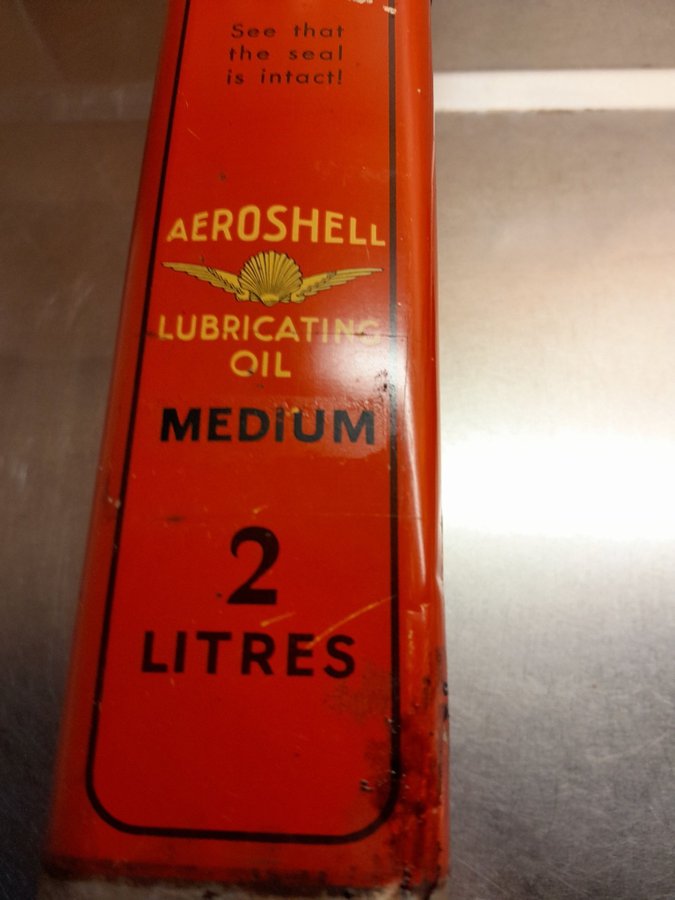 See that
the seal
is intact!
AEROSHELL
LUBRICATING
OIL
MEDIUM
2
LITRES